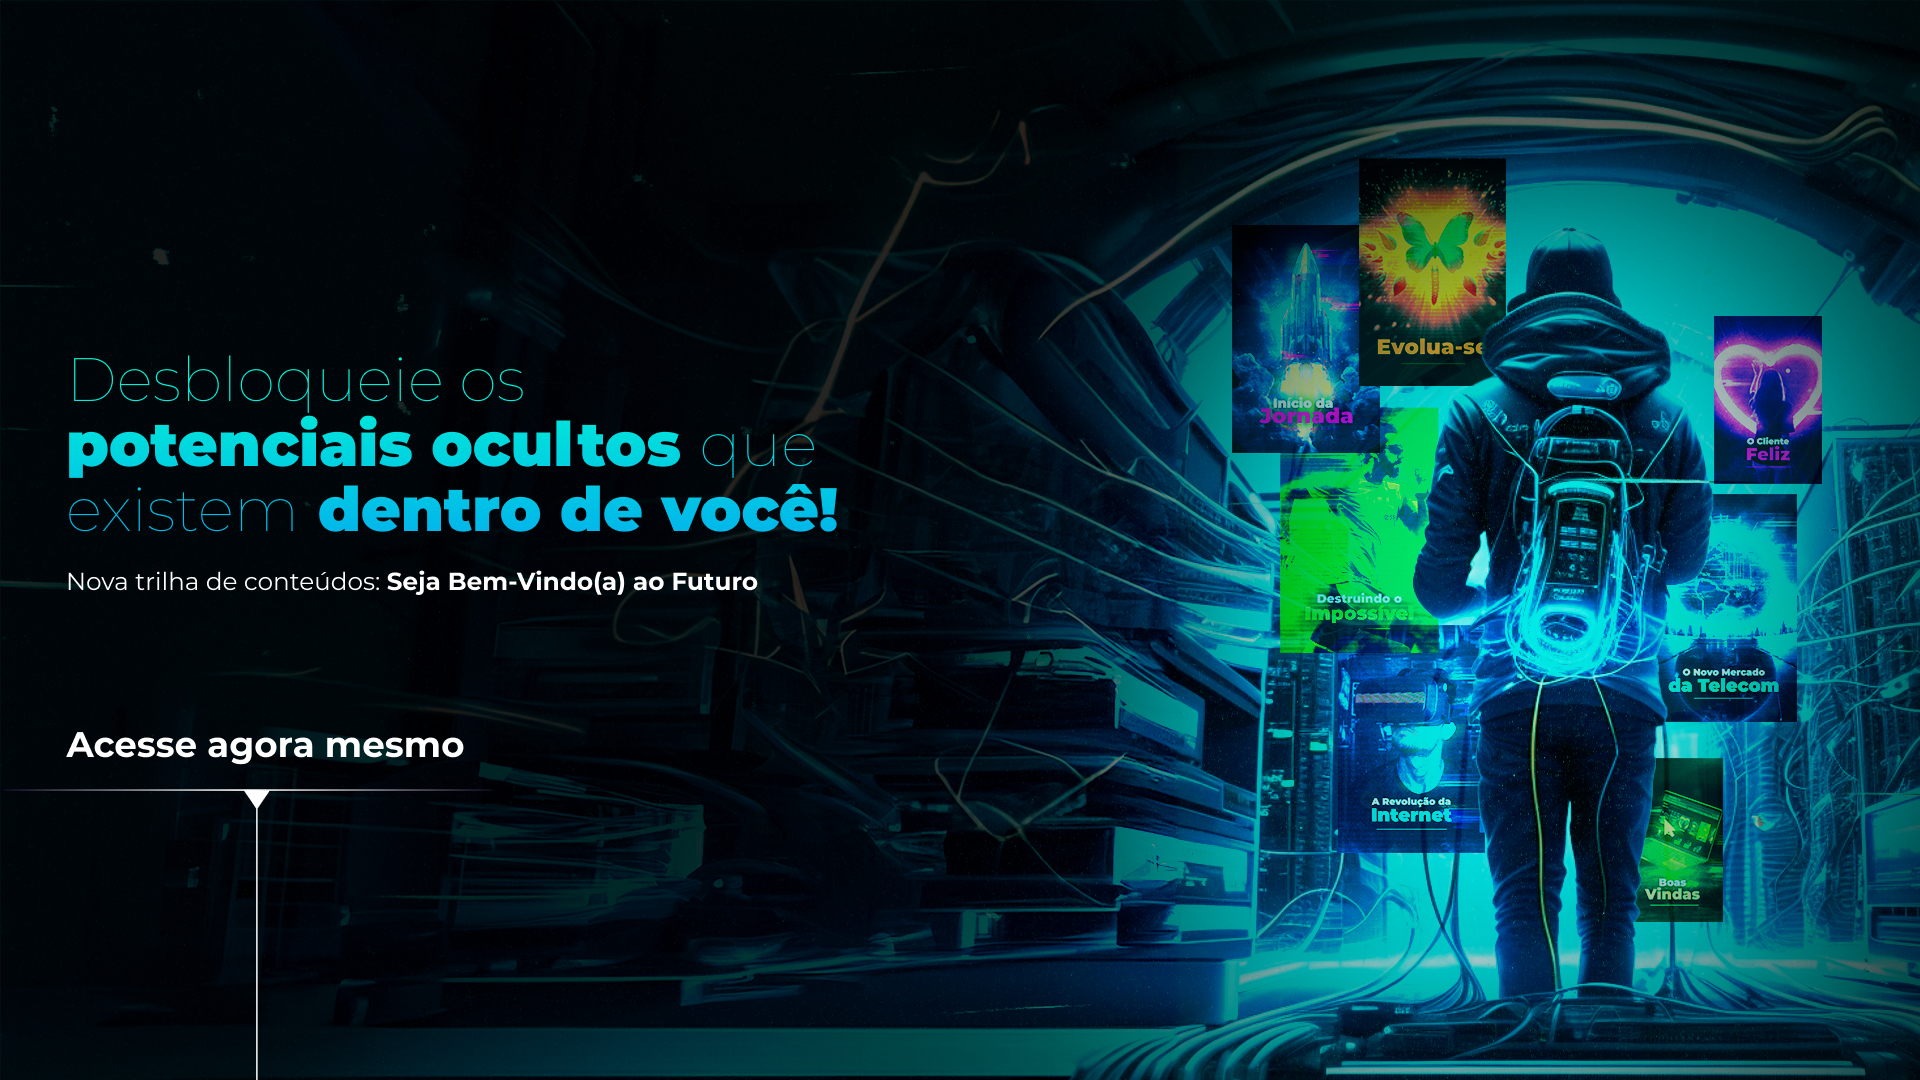 Desbloqueie os
potenciais ocultos que
existem dentro de você!
Nova trilha de conteúdos: Seja Bem-Vindo(a) ao Futuro
Acesse agora mesmo
Início da
Jornada
Evolua-se
Destruindo o
Impossível
A Revolução da
Internet
O Cliente
Feliz
O Novo Mercado
da Telecom
Boas
Vindas